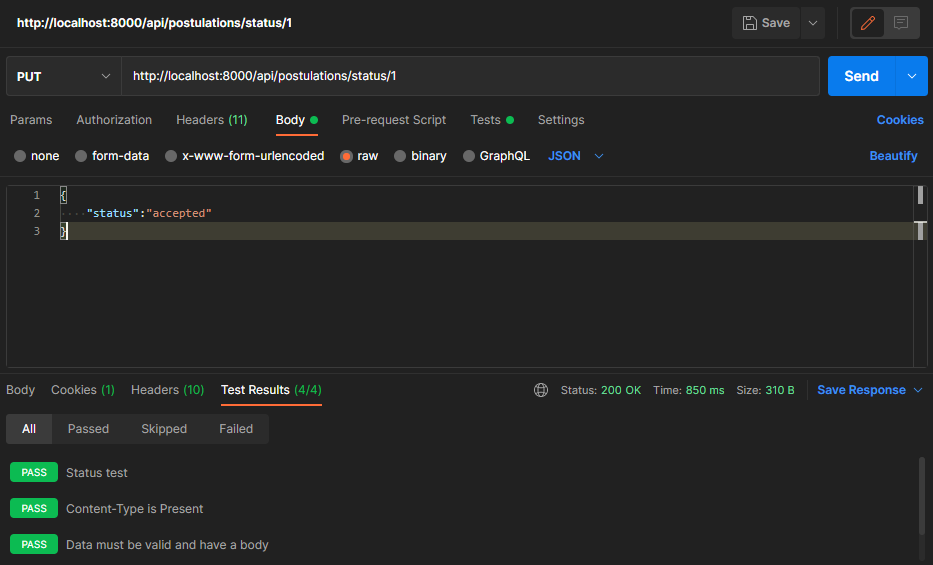 http://localhost:8000/api/postulations/status/1 Save
PUT http://localhost:8000/api/postulations/status/1 Send
Params Authorization Headers (11) Body Pre-request Script Tests Settings Cookies
none form-data x-www-form-urlencoded raw binary GraphQL JSON Beautify
1 {
2 ····"status":"accepted"
3 }
Body Cookies (1) Headers (10) Test Results (4/4) Status: 200 OK Time: 850 ms Size: 310 B Save Response
All Passed Skipped Failed
PASS Status test
PASS Content-Type is Present
PASS Data must be valid and have a body